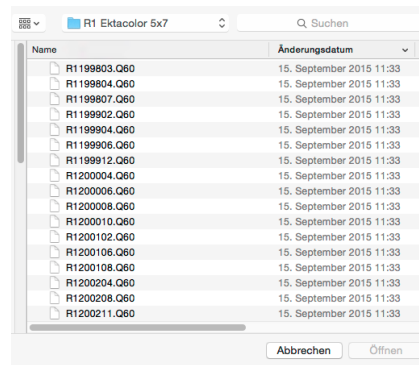 R1 Ektacolor 5x7
Suchen
Name Änderungsdatum
R1199803.Q60 15. September 2015 11:33
R1199804.Q60 15. September 2015 11:33
R1199807.Q60 15. September 2015 11:33
R1199902.Q60 15. September 2015 11:33
R1199904.Q60 15. September 2015 11:33
R1199906.Q60 15. September 2015 11:33
R1199912.Q60 15. September 2015 11:33
R1200004.Q60 15. September 2015 11:33
R1200006.Q60 15. September 2015 11:33
R1200008.Q60 15. September 2015 11:33
R1200010.Q60 15. September 2015 11:33
R1200102.Q60 15. September 2015 11:33
R1200106.Q60 15. September 2015 11:33
R1200108.Q60 15. September 2015 11:33
R1200204.Q60 15. September 2015 11:33
R1200208.Q60 15. September 2015 11:33
R1200211.Q60 15. September 2015 11:33
Abbrechen Öffnen